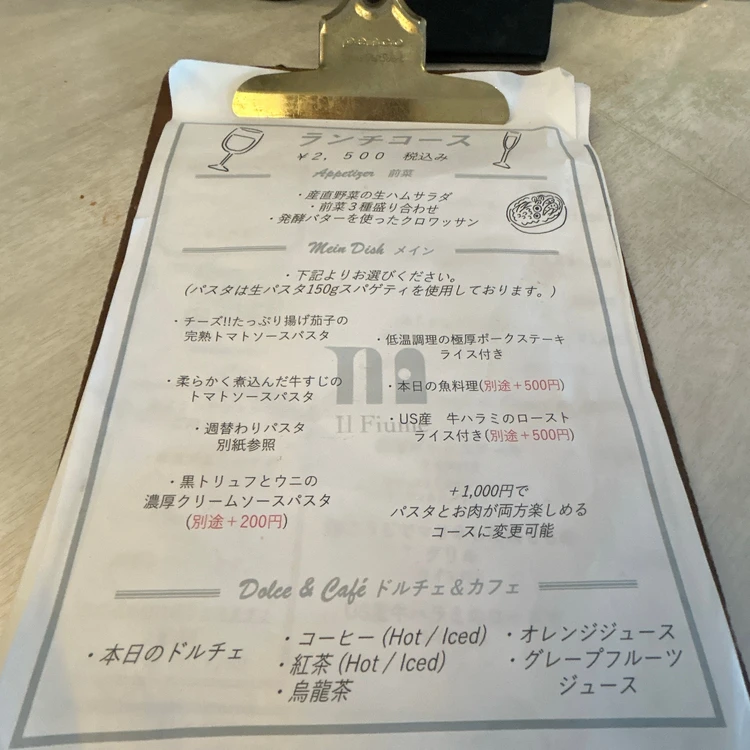 ランチコース
￥2,500 税込み
Appetizer 前菜
・産直野菜の生ハムサラダ
・前菜3種盛り合わせ
・発酵バターを使ったクロワッサン
Mein Dish メイン
・下記よりお選びください。
(パスタは生パスタ150gスパゲティを使用しております。)
・チーズ!!たっぷり揚げ茄子の
完熟トマトソースパスタ
・柔らかく煮込んだ牛すじの
トマトソースパスタ
・週替わりパスタ
別紙参照
・黒トリュフとウニの
濃厚クリームソースパスタ
(別途＋200円)
・低温調理の極厚ポークステーキ
ライス付き
・本日の魚料理(別途＋500円)
・US産 牛ハラミのロースト
ライス付き(別途＋500円)
＋1,000円で
パスタとお肉が両方楽しめる
コースに変更可能
Il Fiume
Dolce & Café ドルチェ＆カフェ
・本日のドルチェ
・コーヒー (Hot / Iced)
・紅茶 (Hot / Iced)
・烏龍茶
・オレンジジュース
・グレープフルーツ
ジュース